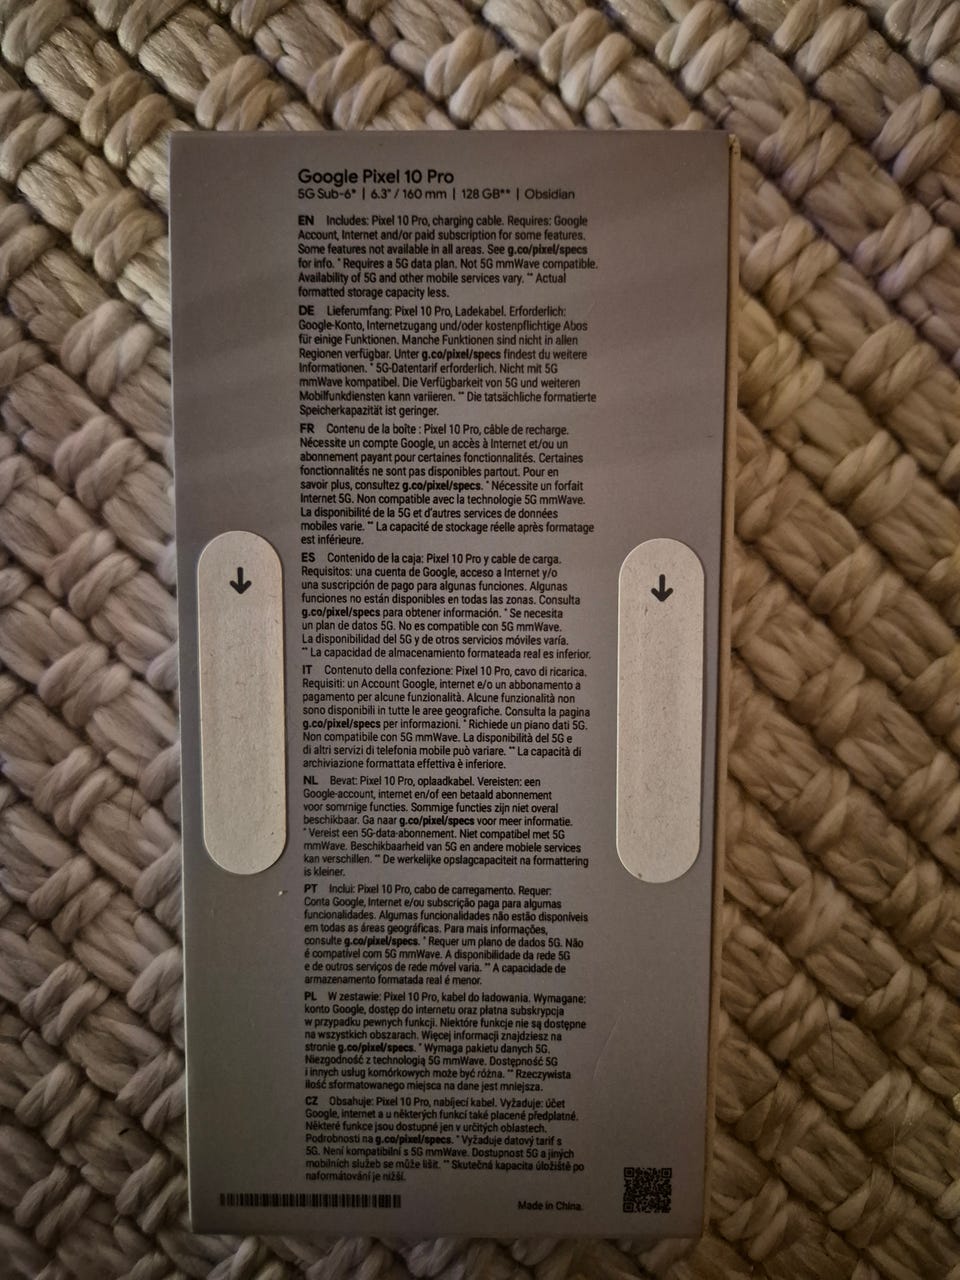 Google Pixel 10 Pro
5G Sub-6* | 6.3" / 160 mm | 128 GB** | Obsidian
EN Includes: Pixel 10 Pro, charging cable. Requires: Google
Account, Internet and/or paid subscription for some features.
Some features not available in all areas. See g.co/pixel/specs
for info. *Requires a 5G data plan. Not 5G mmWave compatible.
Availability of 5G and other mobile services vary. **Actual
formatted storage capacity less.
DE Lieferumfang: Pixel 10 Pro, Ladekabel. Erforderlich:
Google-Konto, Internetzugang und/oder kostenpflichtige Abos
für einige Funktionen. Manche Funktionen sind nicht in allen
Regionen verfügbar. Unter g.co/pixel/specs findest du weitere
Informationen. *5G-Datentarif erforderlich. Nicht mit 5G
mmWave kompatibel. Die Verfügbarkeit von 5G und weiteren
Mobilfunkdiensten kann variieren. **Die tatsächliche formatierte
Speicherkapazität ist geringer.
FR Contenu de la boîte : Pixel 10 Pro, câble de recharge.
Nécessite un compte Google, un accès à Internet et/ou un
abonnement payant pour certaines fonctionnalités. Certaines
fonctionnalités ne sont pas disponibles partout. Pour en
savoir plus, consultez g.co/pixel/specs. *Nécessite un forfait
Internet 5G. Non compatible avec la technologie 5G mmWave.
La disponibilité de la 5G et d'autres services de données
mobiles varie. **La capacité de stockage réelle après formatage
est inférieure.
ES Contenido de la caja: Pixel 10 Pro y cable de carga.
Requisitos: una cuenta de Google, acceso a Internet y/o
una suscripción de pago para algunas funciones. Algunas
funciones no están disponibles en todas las zonas. Consulta
g.co/pixel/specs para obtener información. *Se necesita
un plan de datos 5G. No es compatible con 5G mmWave.
La disponibilidad del 5G y de otros servicios móviles varía.
**La capacidad de almacenamiento formateada real es inferior.
IT Contenuto della confezione: Pixel 10 Pro, cavo di ricarica.
Requisiti: un Account Google, internet e/o un abbonamento a
pagamento per alcune funzionalità. Alcune funzionalità non
sono disponibili in tutte le aree geografiche. Consulta la pagina
g.co/pixel/specs per informazioni. *Richiede un piano dati 5G.
Non compatibile con 5G mmWave. La disponibilità del 5G e
di altri servizi di telefonia mobile può variare. **La capacità di
archiviazione formattata effettiva è inferiore.
NL Bevat: Pixel 10 Pro, oplaadkabel. Vereisten: een
Google-account, internet en/of een betaald abonnement
voor sommige functies. Sommige functies zijn niet overal
beschikbaar. Ga naar g.co/pixel/specs voor meer informatie.
*Vereist een 5G-data-abonnement. Niet compatibel met 5G
mmWave. Beschikbaarheid van 5G en andere mobiele services
kan verschillen. **De werkelijke opslagcapaciteit na formattering
is kleiner.
PT Inclui: Pixel 10 Pro, cabo de carregamento. Requer:
Conta Google, Internet e/ou subscrição paga para algumas
funcionalidades. Algumas funcionalidades não estão disponíveis
em todas as áreas geográficas. Para mais informações,
consulte g.co/pixel/specs. *Requer um plano de dados 5G. Não
é compatível com 5G mmWave. A disponibilidade da rede 5G
e de outros serviços de rede móvel varia. **A capacidade de
armazenamento formatada real é menor.
PL W zestawie: Pixel 10 Pro, kabel do ładowania. Wymagane:
konto Google, dostęp do internetu oraz płatna subskrypcja
w przypadku pewnych funkcji. Niektóre funkcje nie są dostępne
na wszystkich obszarach. Więcej informacji znajdziesz na
stronie g.co/pixel/specs. *Wymaga pakietu danych 5G.
Niezgodność z technologią 5G mmWave. Dostępność 5G
i innych usług komórkowych może być różna. **Rzeczywista
ilość sformatowanego miejsca na dane jest mniejsza.
CZ Obsahuje: Pixel 10 Pro, nabíjecí kabel. Vyžaduje: účet
Google, internet a u některých funkcí také placené předplatné.
Některé funkce jsou dostupné jen v určitých oblastech.
Podrobnosti na g.co/pixel/specs. *Vyžaduje datový tarif s
5G. Není kompatibilní s 5G mmWave. Dostupnost 5G a jiných
mobilních služeb se může lišit. **Skutečná kapacita úložiště po
naformátování je nižší.
Made in China.